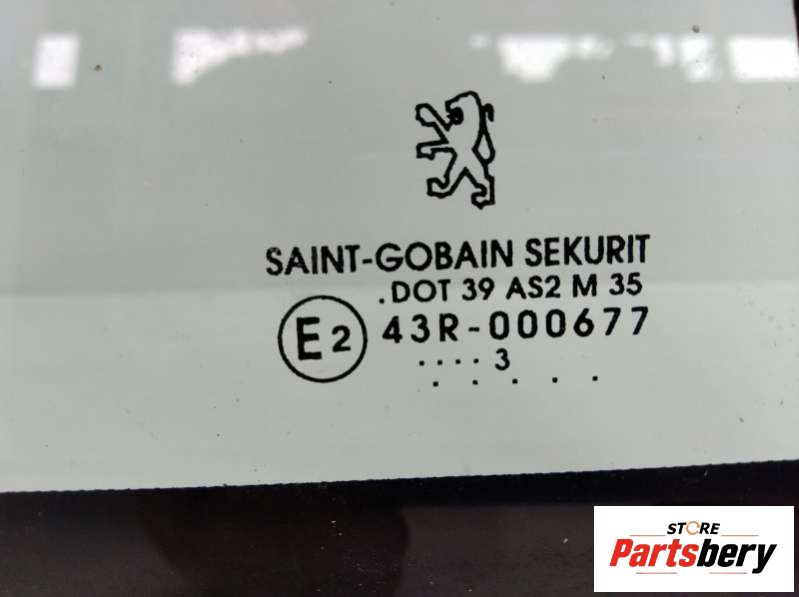 SAINT-GOBAIN SEKURIT
.DOT 39 AS2 M 35
E2 43R-000677
....3
. . . . .
STORE
Partsbery